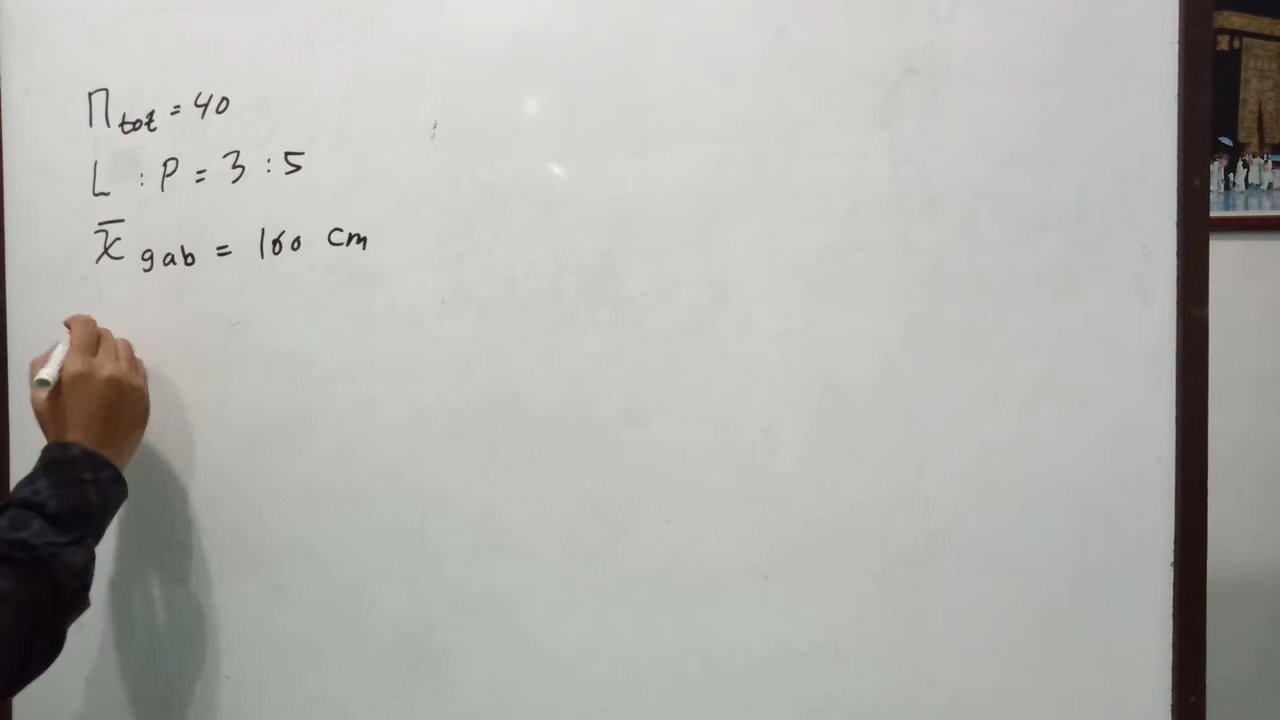 n tot = 40
L : P = 3 : 5
x̄ gab = 160 cm